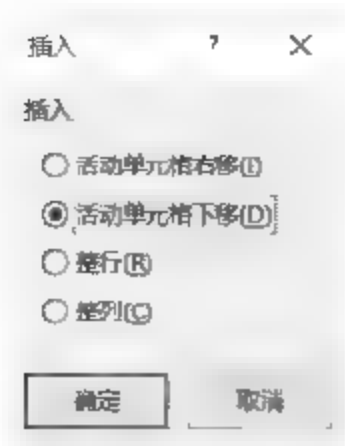 插入 ? ×
插入
活动单元格右移(I)
活动单元格下移(D)
整行(R)
整列(C)
确定 取消